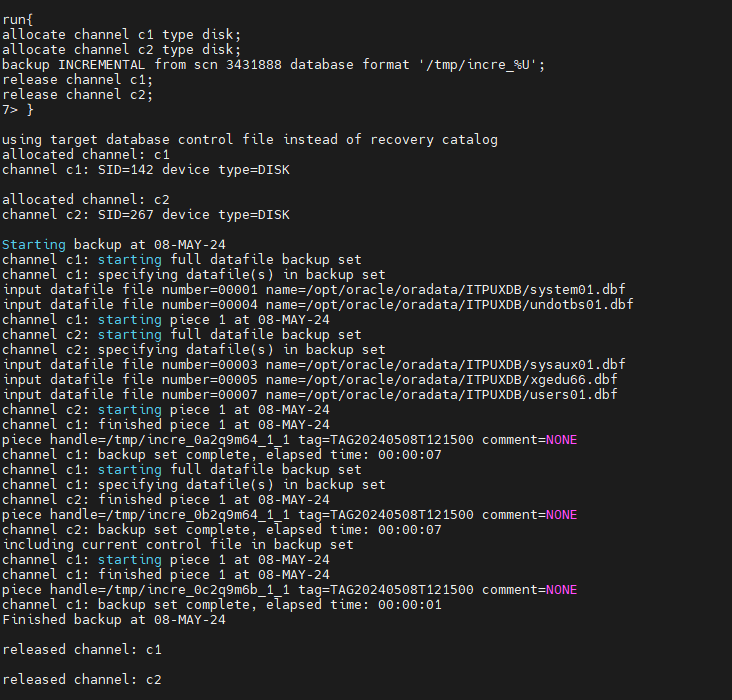 run{
allocate channel c1 type disk;
allocate channel c2 type disk;
backup INCREMENTAL from scn 3431888 database format '/tmp/incre_%U';
release channel c1;
release channel c2;
7> }
using target database control file instead of recovery catalog
allocated channel: c1
channel c1: SID=142 device type=DISK
allocated channel: c2
channel c2: SID=267 device type=DISK
Starting backup at 08-MAY-24
channel c1: starting full datafile backup set
channel c1: specifying datafile(s) in backup set
input datafile file number=00001 name=/opt/oracle/oradata/ITPUXDB/system01.dbf
input datafile file number=00004 name=/opt/oracle/oradata/ITPUXDB/undotbs01.dbf
channel c1: starting piece 1 at 08-MAY-24
channel c2: starting full datafile backup set
channel c2: specifying datafile(s) in backup set
input datafile file number=00003 name=/opt/oracle/oradata/ITPUXDB/sysaux01.dbf
input datafile file number=00005 name=/opt/oracle/oradata/ITPUXDB/xgedu66.dbf
input datafile file number=00007 name=/opt/oracle/oradata/ITPUXDB/users01.dbf
channel c2: starting piece 1 at 08-MAY-24
channel c1: finished piece 1 at 08-MAY-24
piece handle=/tmp/incre_0a2q9m64_1_1 tag=TAG20240508T121500 comment=NONE
channel c1: backup set complete, elapsed time: 00:00:07
channel c1: starting full datafile backup set
channel c1: specifying datafile(s) in backup set
channel c2: finished piece 1 at 08-MAY-24
piece handle=/tmp/incre_0b2q9m64_1_1 tag=TAG20240508T121500 comment=NONE
channel c2: backup set complete, elapsed time: 00:00:07
including current control file in backup set
channel c1: starting piece 1 at 08-MAY-24
channel c1: finished piece 1 at 08-MAY-24
piece handle=/tmp/incre_0c2q9m6b_1_1 tag=TAG20240508T121500 comment=NONE
channel c1: backup set complete, elapsed time: 00:00:01
Finished backup at 08-MAY-24
released channel: c1
released channel: c2